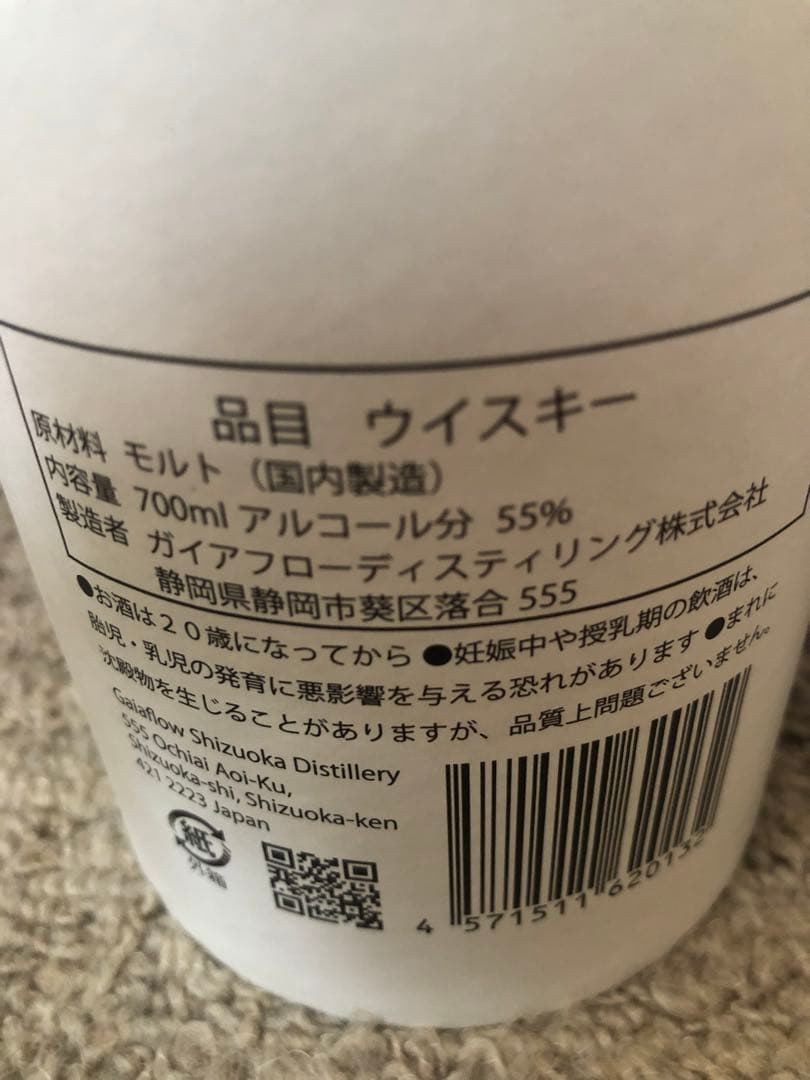 品目　ウイスキー
原材料 モルト（国内製造）
内容量 700ml アルコール分 55%
製造者 ガイアフローディスティリング株式会社
静岡県静岡市葵区落合 555
●お酒は２０歳になってから ●妊娠中や授乳期の飲酒は、
胎児・乳児の発育に悪影響を与える恐れがあります ●まれに
沈殿物を生じることがありますが、品質上問題ございません。
Gaiaflow Shizuoka Distillery
555 Ochiai Aoi-Ku,
Shizuoka-shi, Shizuoka-ken
421 2223 Japan
紙
外箱
4 571511 620132